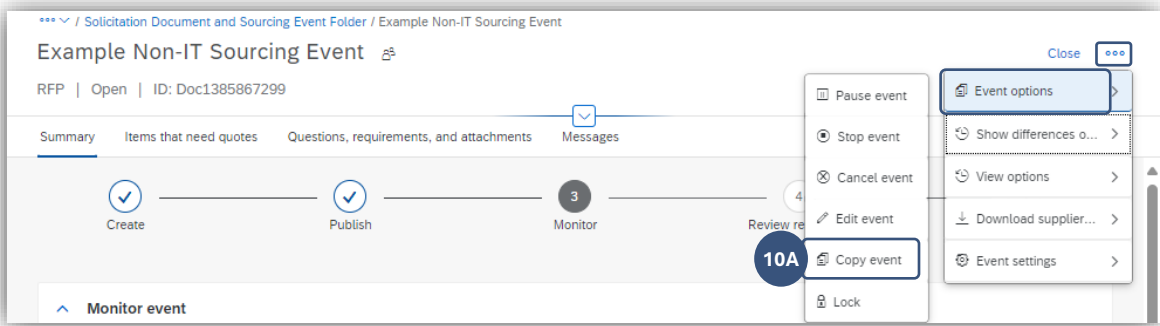 ooo / Solicitation Document and Sourcing Event Folder / Example Non-IT Sourcing Event
Example Non-IT Sourcing Event
Close
RFP | Open | ID: Doc1385867299
Summary
Items that need quotes
Questions, requirements, and attachments
Messages
Create
Publish
3
Monitor
4
Review re
Monitor event
Event options
Show differences o...
View options
Download supplier...
Event settings
Pause event
Stop event
Cancel event
Edit event
10A
Copy event
Lock